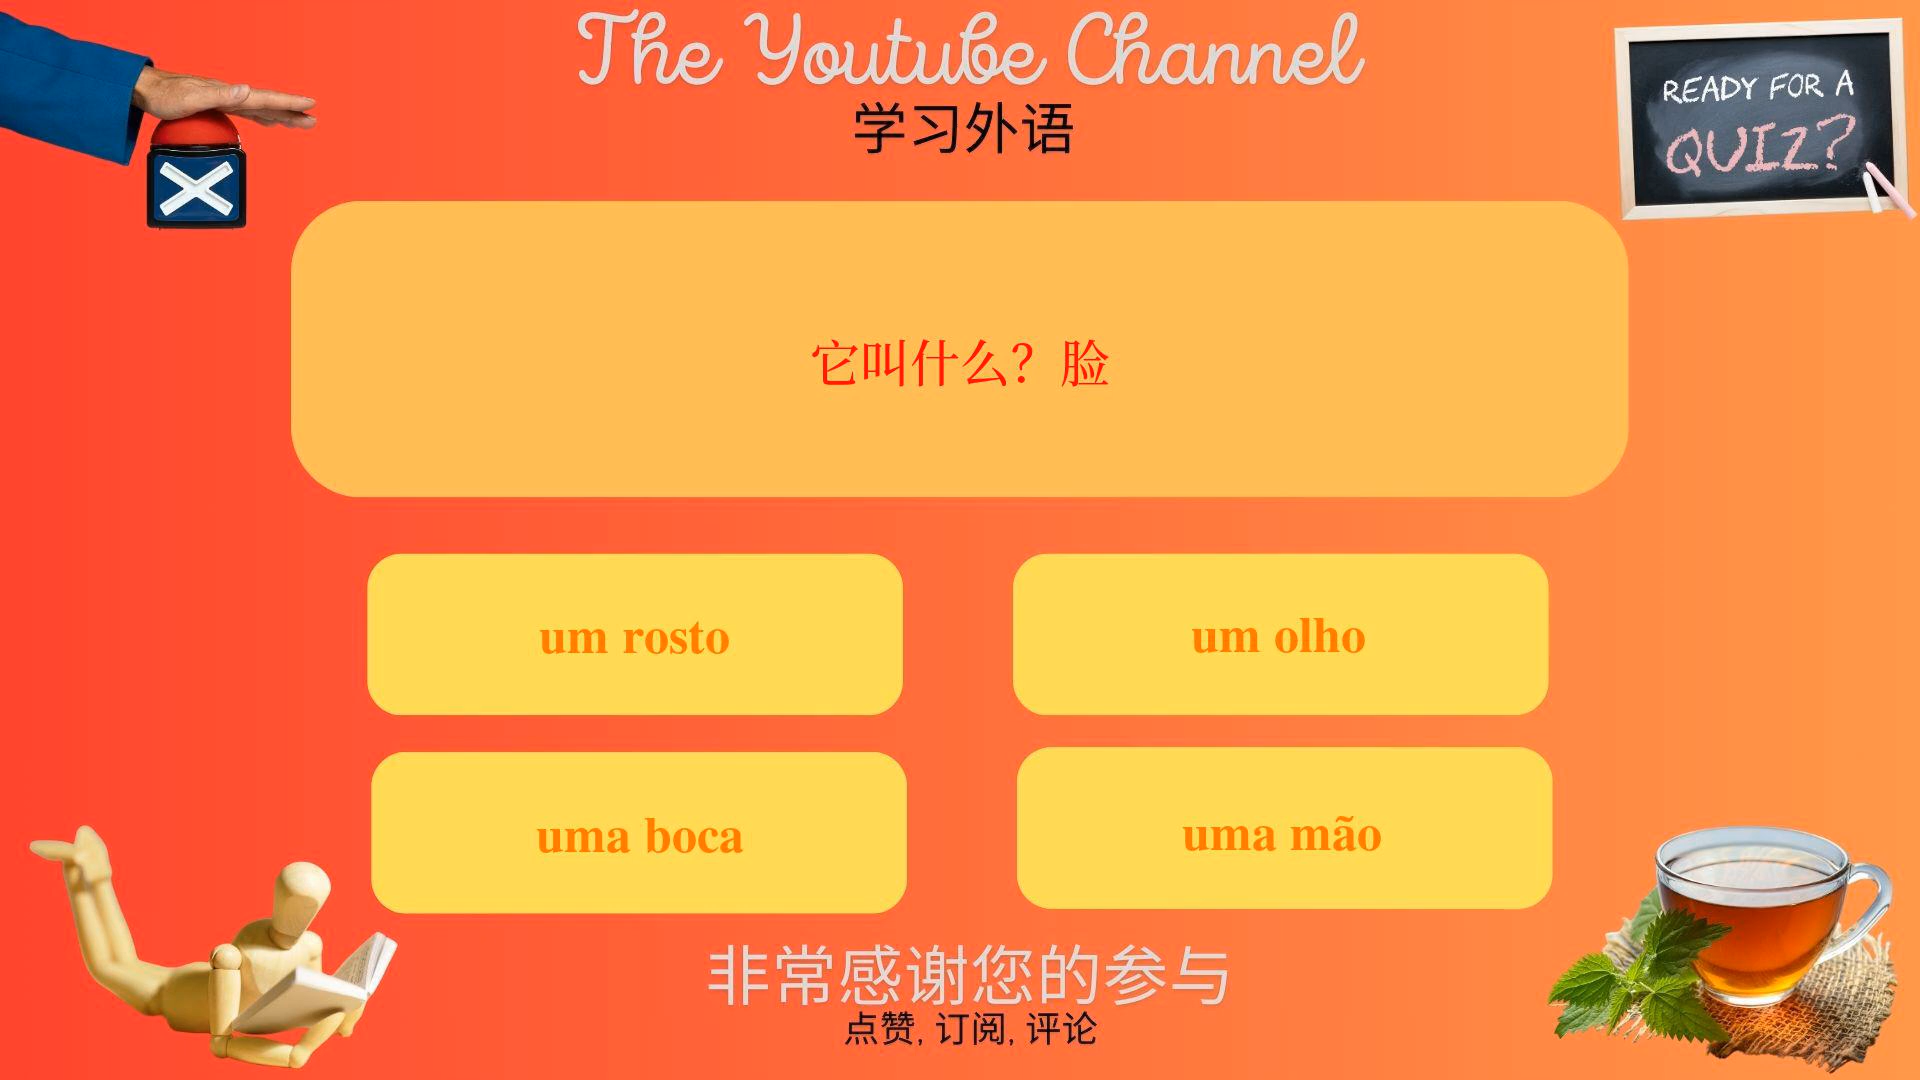 The Youtube Channel
学习外语
READY FOR A
QUIZ?
它叫什么？脸
um rosto
um olho
uma boca
uma mão
非常感谢您的参与
点赞, 订阅, 评论